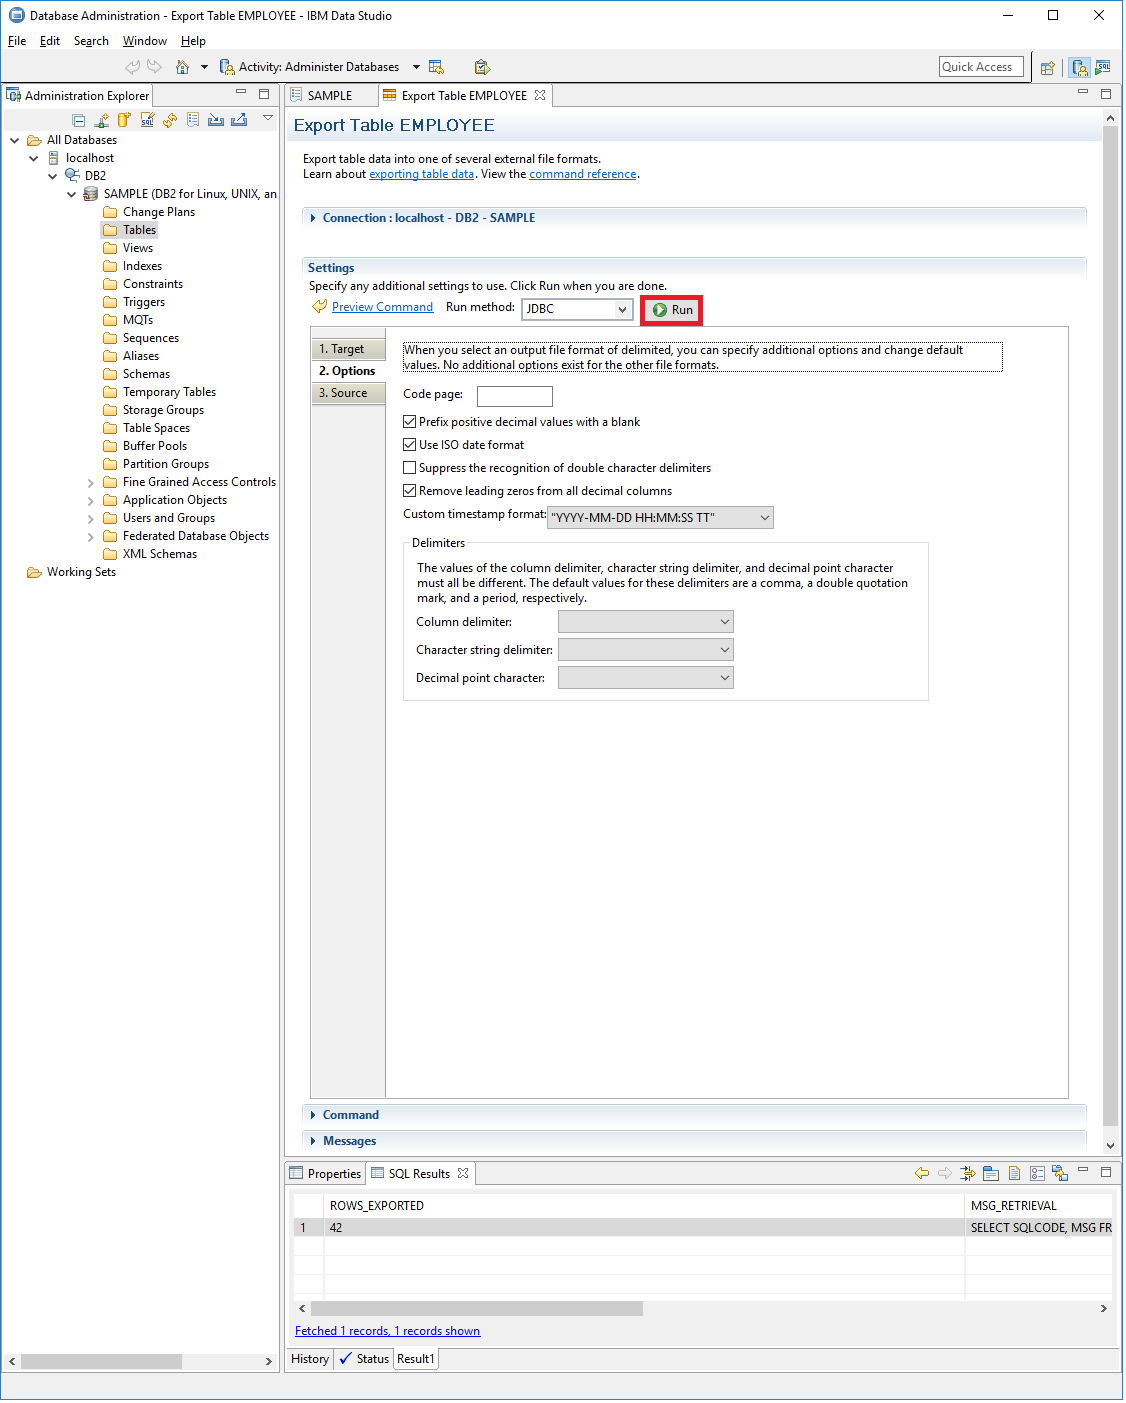 Database Administration - Export Table EMPLOYEE - IBM Data Studio
File Edit Search Window Help
Activity: Administer Databases
Quick Access
Administration Explorer
All Databases
localhost
DB2
SAMPLE (DB2 for Linux, UNIX, an
Change Plans
Tables
Views
Indexes
Constraints
Triggers
MQTs
Sequences
Aliases
Schemas
Temporary Tables
Storage Groups
Table Spaces
Buffer Pools
Partition Groups
Fine Grained Access Controls
Application Objects
Users and Groups
Federated Database Objects
XML Schemas
Working Sets
SAMPLE
Export Table EMPLOYEE
Export Table EMPLOYEE
Export table data into one of several external file formats.
Learn about exporting table data. View the command reference.
Connection : localhost - DB2 - SAMPLE
Settings
Specify any additional settings to use. Click Run when you are done.
Preview Command Run method: JDBC Run
1. Target
2. Options
3. Source
When you select an output file format of delimited, you can specify additional options and change default
values. No additional options exist for the other file formats.
Code page:
Prefix positive decimal values with a blank
Use ISO date format
Suppress the recognition of double character delimiters
Remove leading zeros from all decimal columns
Custom timestamp format: "YYYY-MM-DD HH:MM:SS TT"
Delimiters
The values of the column delimiter, character string delimiter, and decimal point character
must all be different. The default values for these delimiters are a comma, a double quotation
mark, and a period, respectively.
Column delimiter:
Character string delimiter:
Decimal point character:
Command
Messages
Properties SQL Results
ROWS_EXPORTED MSG_RETRIEVAL
1 42 SELECT SQLCODE, MSG FR
Fetched 1 records, 1 records shown
History Status Result1